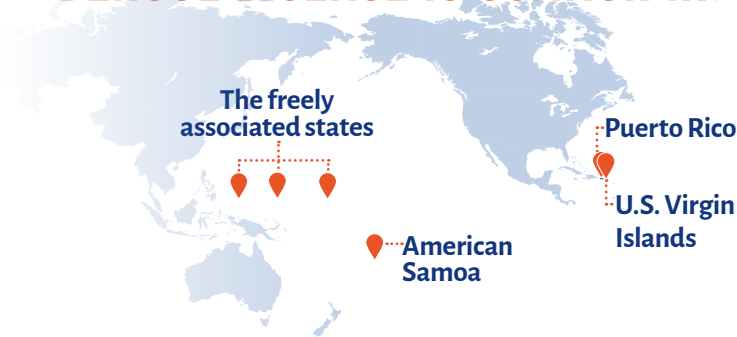 The freely
associated states
Puerto Rico
U.S. Virgin
Islands
American
Samoa